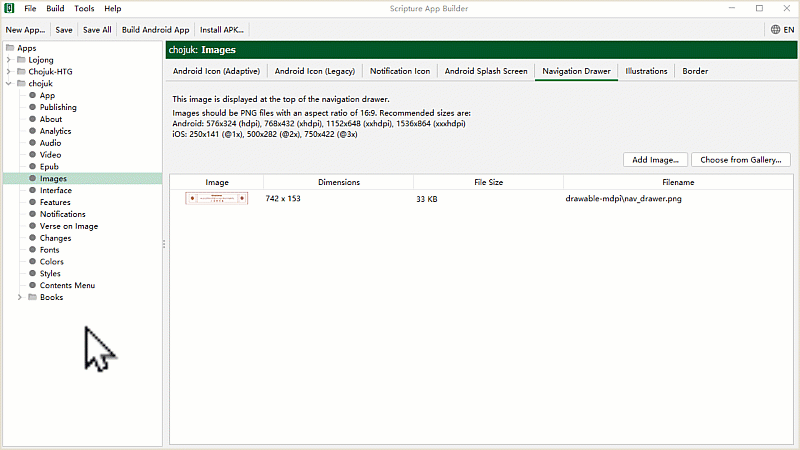 Scripture App Builder
File Build Tools Help
New App... Save Save All Build Android App Install APK... EN
Apps
Lojong
Chojuk-HTG
chojuk
App
Publishing
About
Analytics
Audio
Video
Epub
Images
Interface
Features
Notifications
Verse on Image
Changes
Fonts
Colors
Styles
Contents Menu
Books
chojuk: Images
Android Icon (Adaptive) Android Icon (Legacy) Notification Icon Android Splash Screen Navigation Drawer Illustrations Border
This image is displayed at the top of the navigation drawer.
Images should be PNG files with an aspect ratio of 16:9. Recommended sizes are:
Android: 576x324 (hdpi), 768x432 (xhdpi), 1152x648 (xxhdpi), 1536x864 (xxxhdpi)
iOS: 250x141 (@1x), 500x282 (@2x), 750x422 (@3x)
Add Image... Choose from Gallery...
Image Dimensions File Size Filename
742 x 153 33 KB drawable-mdpi\nav_drawer.png